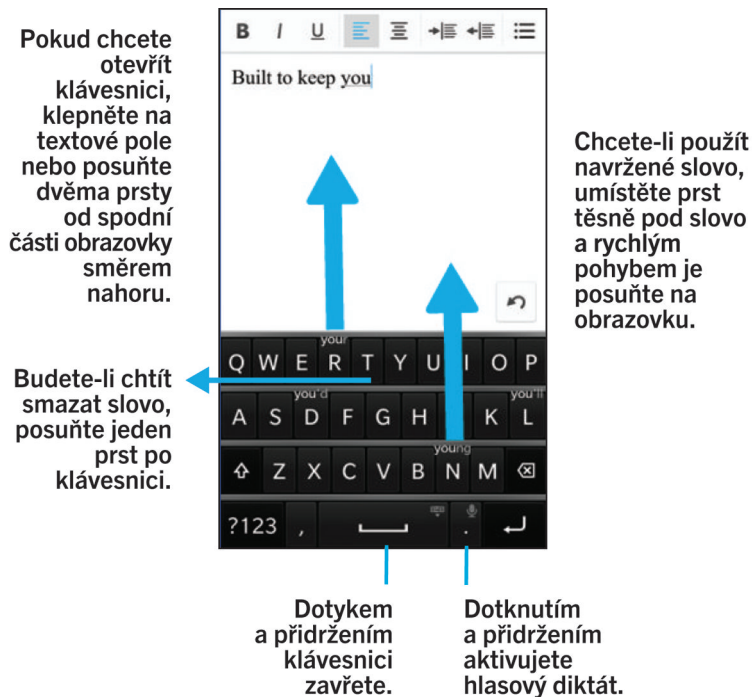 Pokud chcete
otevřít
klávesnici,
klepněte na
textové pole
nebo posuňte
dvěma prsty
od spodní
části obrazovky
směrem
nahoru.
B I U
Built to keep you
Chcete-li použít
navržené slovo,
umístěte prst
těsně pod slovo
a rychlým
pohybem je
posuňte na
obrazovku.
your
Q W E R T Y U I O P
Budete-li chtít
smazat slovo,
posuňte jeden
prst po
klávesnici.
you'd you'll
A S D F G H K L
young
Z X C V B N M
?123 , .
Dotykem
a přidržením
klávesnici
zavřete.
Dotknutím
a přidržením
aktivujete
hlasový diktát.